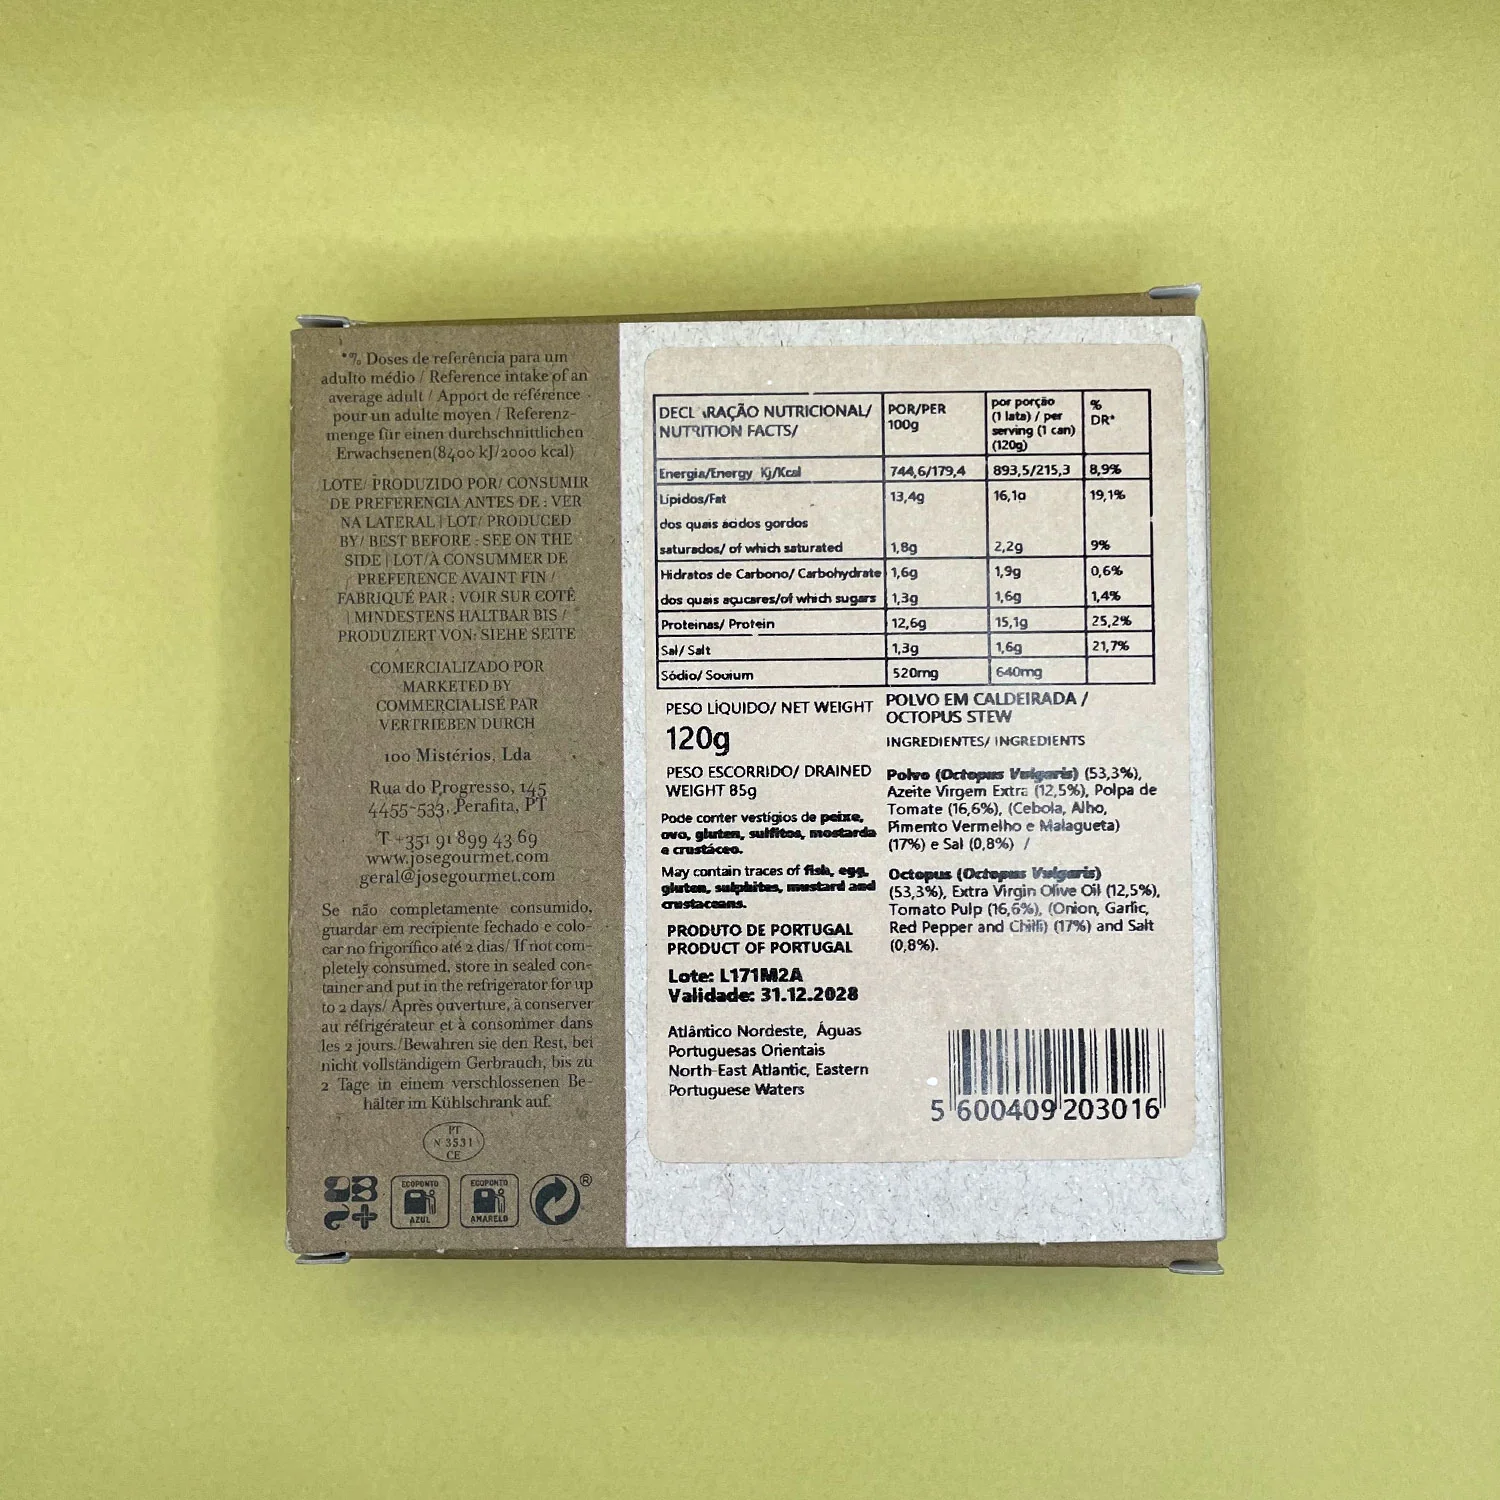 *% Doses de referência para um
adulto médio / Reference intake of an
average adult / Apport de référence
pour un adulte moyen / Referenz-
menge für einen durchschnittlichen
Erwachsenen(8400 kJ/2000 kcal)
LOTE/ PRODUZIDO POR/ CONSUMIR
DE PREFERENCIA ANTES DE : VER
NA LATERAL | LOT/ PRODUCED
BY/ BEST BEFORE : SEE ON THE
SIDE | LOT/A CONSUMMER DE
PREFERENCE AVAINT FIN /
FABRIQUÉ PAR : VOIR SUR COTÉ
| MINDESTENS HALTBAR BIS /
PRODUZIERT VON: SIEHE SEITE
COMERCIALIZADO POR
MARKETED BY
COMMERCIALISÉ PAR
VERTRIEBEN DURCH
100 Mistérios, Lda
Rua do Progresso, 145
4455-533, Perafita, PT
T +351 91 899 43 69
www.josegourmet.com
geral@josegourmet.com
Se não completamente consumido,
guardar em recipiente fechado e colo-
car no frigorífico até 2 dias/ If not com-
pletely consumed, store in sealed con-
tainer and put in the refrigerator for up
to 2 days/ Après ouverture, à conserver
au réfrigérateur et à consommer dans
les 2 jours./Bewahren sie den Rest, bei
nicht vollständigem Gerbrauch, bis zu
2 Tage in einem verschlossenen Be-
hälter im Kühlschrank auf.
PT
N 3531
CE
ECOPONTO
AZUL
ECOPONTO
AMARELO
®
DECLARAÇÃO NUTRICIONAL/ NUTRITION FACTS/ POR/PER 100g por porção (1 lata) / per serving (1 can) (120g) % DR*
Energia/Energy Kj/Kcal 744,6/179,4 893,5/215,3 8,9%
Lípidos/Fat 13,4g 16,1g 19,1%
dos quais ácidos gordos
saturados/ of which saturated 1,8g 2,2g 9%
Hidratos de Carbono/ Carbohydrate 1,6g 1,9g 0,6%
dos quais açucares/of which sugars 1,3g 1,6g 1,4%
Proteinas/ Protein 12,6g 15,1g 25,2%
Sal/ Salt 1,3g 1,6g 21,7%
Sódio/ Sodium 520mg 640mg
PESO LÍQUIDO/ NET WEIGHT
120g
PESO ESCORRIDO/ DRAINED
WEIGHT 85g
Pode conter vestígios de peixe,
ovo, gluten, sulfitos, mostarda
e crustáceo.
May contain traces of fish, egg,
gluten, sulphites, mustard and
crustaceans.
PRODUTO DE PORTUGAL
PRODUCT OF PORTUGAL
Lote: L171M2A
Validade: 31.12.2028
Atlântico Nordeste, Águas
Portuguesas Orientais
North-East Atlantic, Eastern
Portuguese Waters
POLVO EM CALDEIRADA /
OCTOPUS STEW
INGREDIENTES/ INGREDIENTS
Polvo (Octopus Vulgaris) (53,3%),
Azeite Virgem Extra (12,5%), Polpa de
Tomate (16,6%), (Cebola, Alho,
Pimento Vermelho e Malagueta)
(17%) e Sal (0,8%) /
Octopus (Octopus Vulgaris)
(53,3%), Extra Virgin Olive Oil (12,5%),
Tomato Pulp (16,6%), (Onion, Garlic,
Red Pepper and Chilli) (17%) and Salt
(0,8%).
5 600409 203016